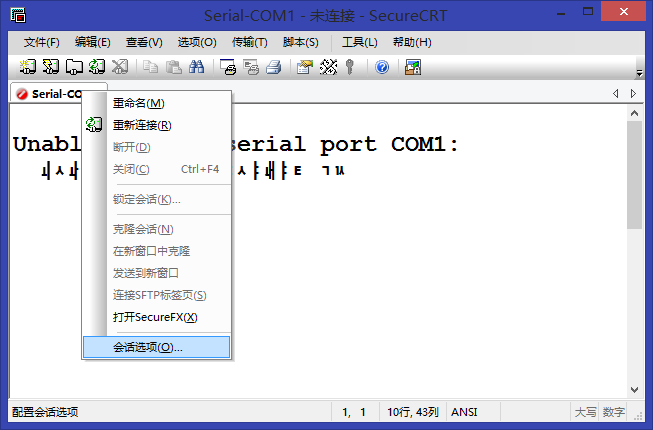 Serial-COM1 - 未连接 - SecureCRT
文件(F) 编辑(E) 查看(V) 选项(O) 传输(T) 脚本(S) 工具(L) 帮助(H)
Serial-CO
Unabl serial port COM1:
重命名(M)
重新连接(R)
断开(D)
关闭(C) Ctrl+F4
锁定会话(K)...
克隆会话(N)
在新窗口中克隆
发送到新窗口
连接SFTP标签页(S)
打开SecureFX(X)
会话选项(O)...
配置会话选项 1, 1 10行, 43列 ANSI 大写 数字